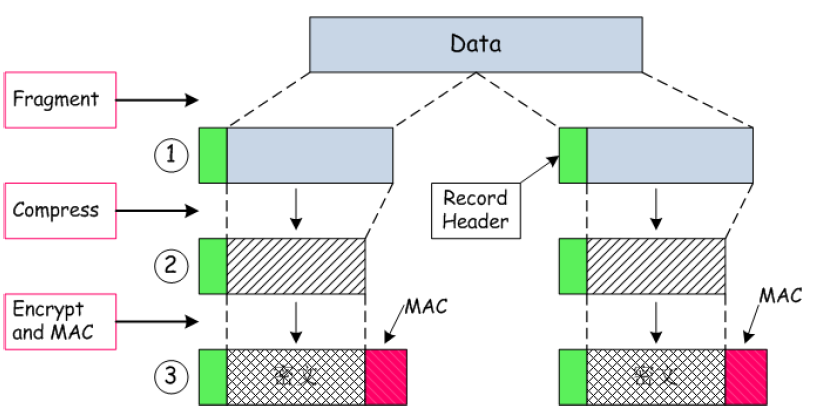 Data
Fragment
①
Record
Header
Compress
②
MAC
MAC
Encrypt
and MAC
③
密文
密文